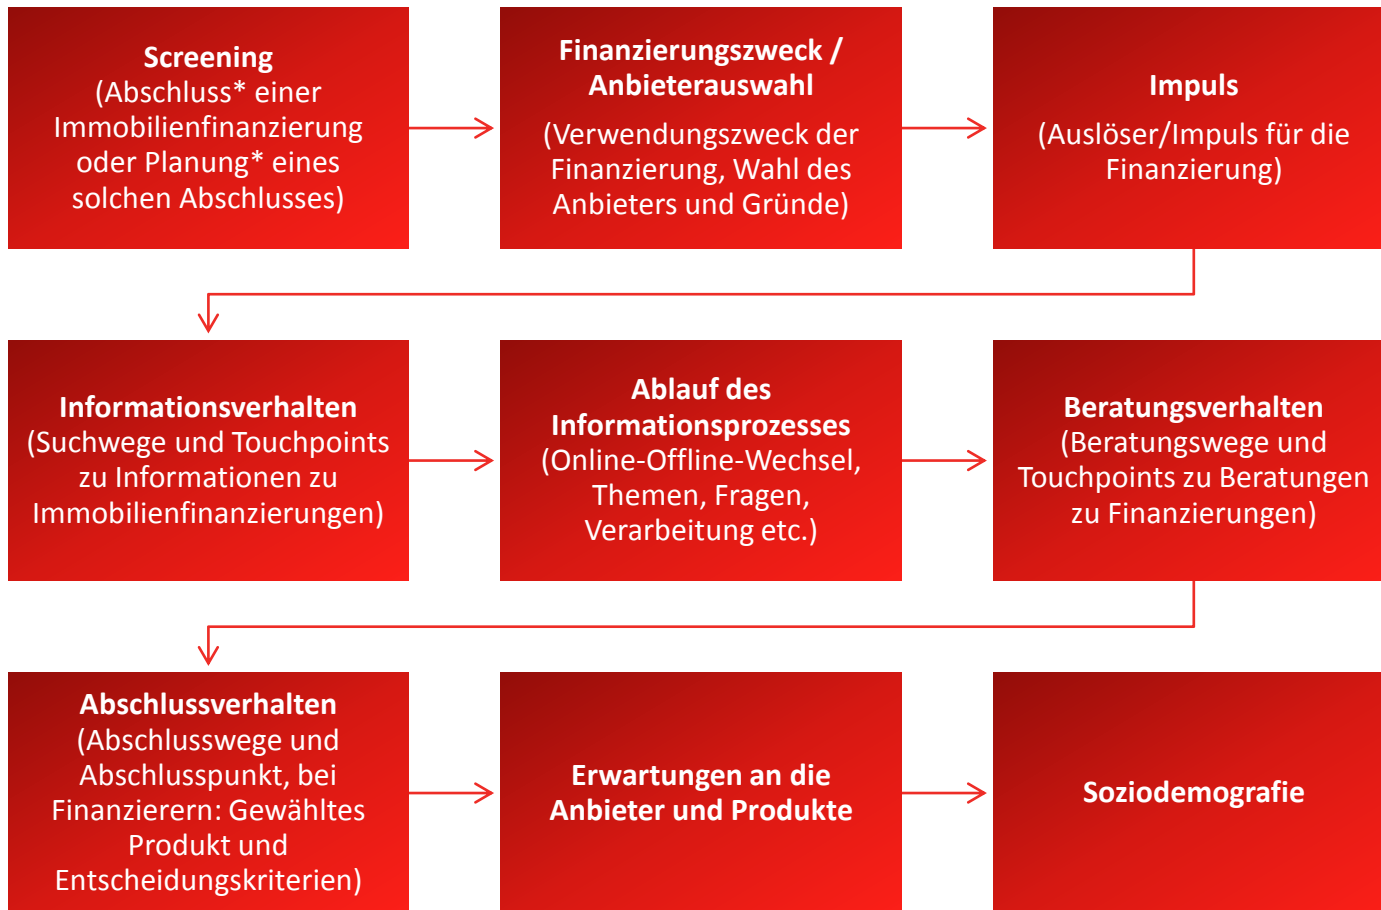 Screening
(Abschluss* einer
Immobilienfinanzierung
oder Planung* eines
solchen Abschlusses)
Finanzierungszweck /
Anbieterauswahl
(Verwendungszweck der
Finanzierung, Wahl des
Anbieters und Gründe)
Impuls
(Auslöser/Impuls für die
Finanzierung)
Informationsverhalten
(Suchwege und Touchpoints
zu Informationen zu
Immobilienfinanzierungen)
Ablauf des
Informationsprozesses
(Online-Offline-Wechsel,
Themen, Fragen,
Verarbeitung etc.)
Beratungsverhalten
(Beratungswege und
Touchpoints zu Beratungen
zu Finanzierungen)
Abschlussverhalten
(Abschlusswege und
Abschlusspunkt, bei
Finanzierern: Gewähltes
Produkt und
Entscheidungskriterien)
Erwartungen an die
Anbieter und Produkte
Soziodemografie